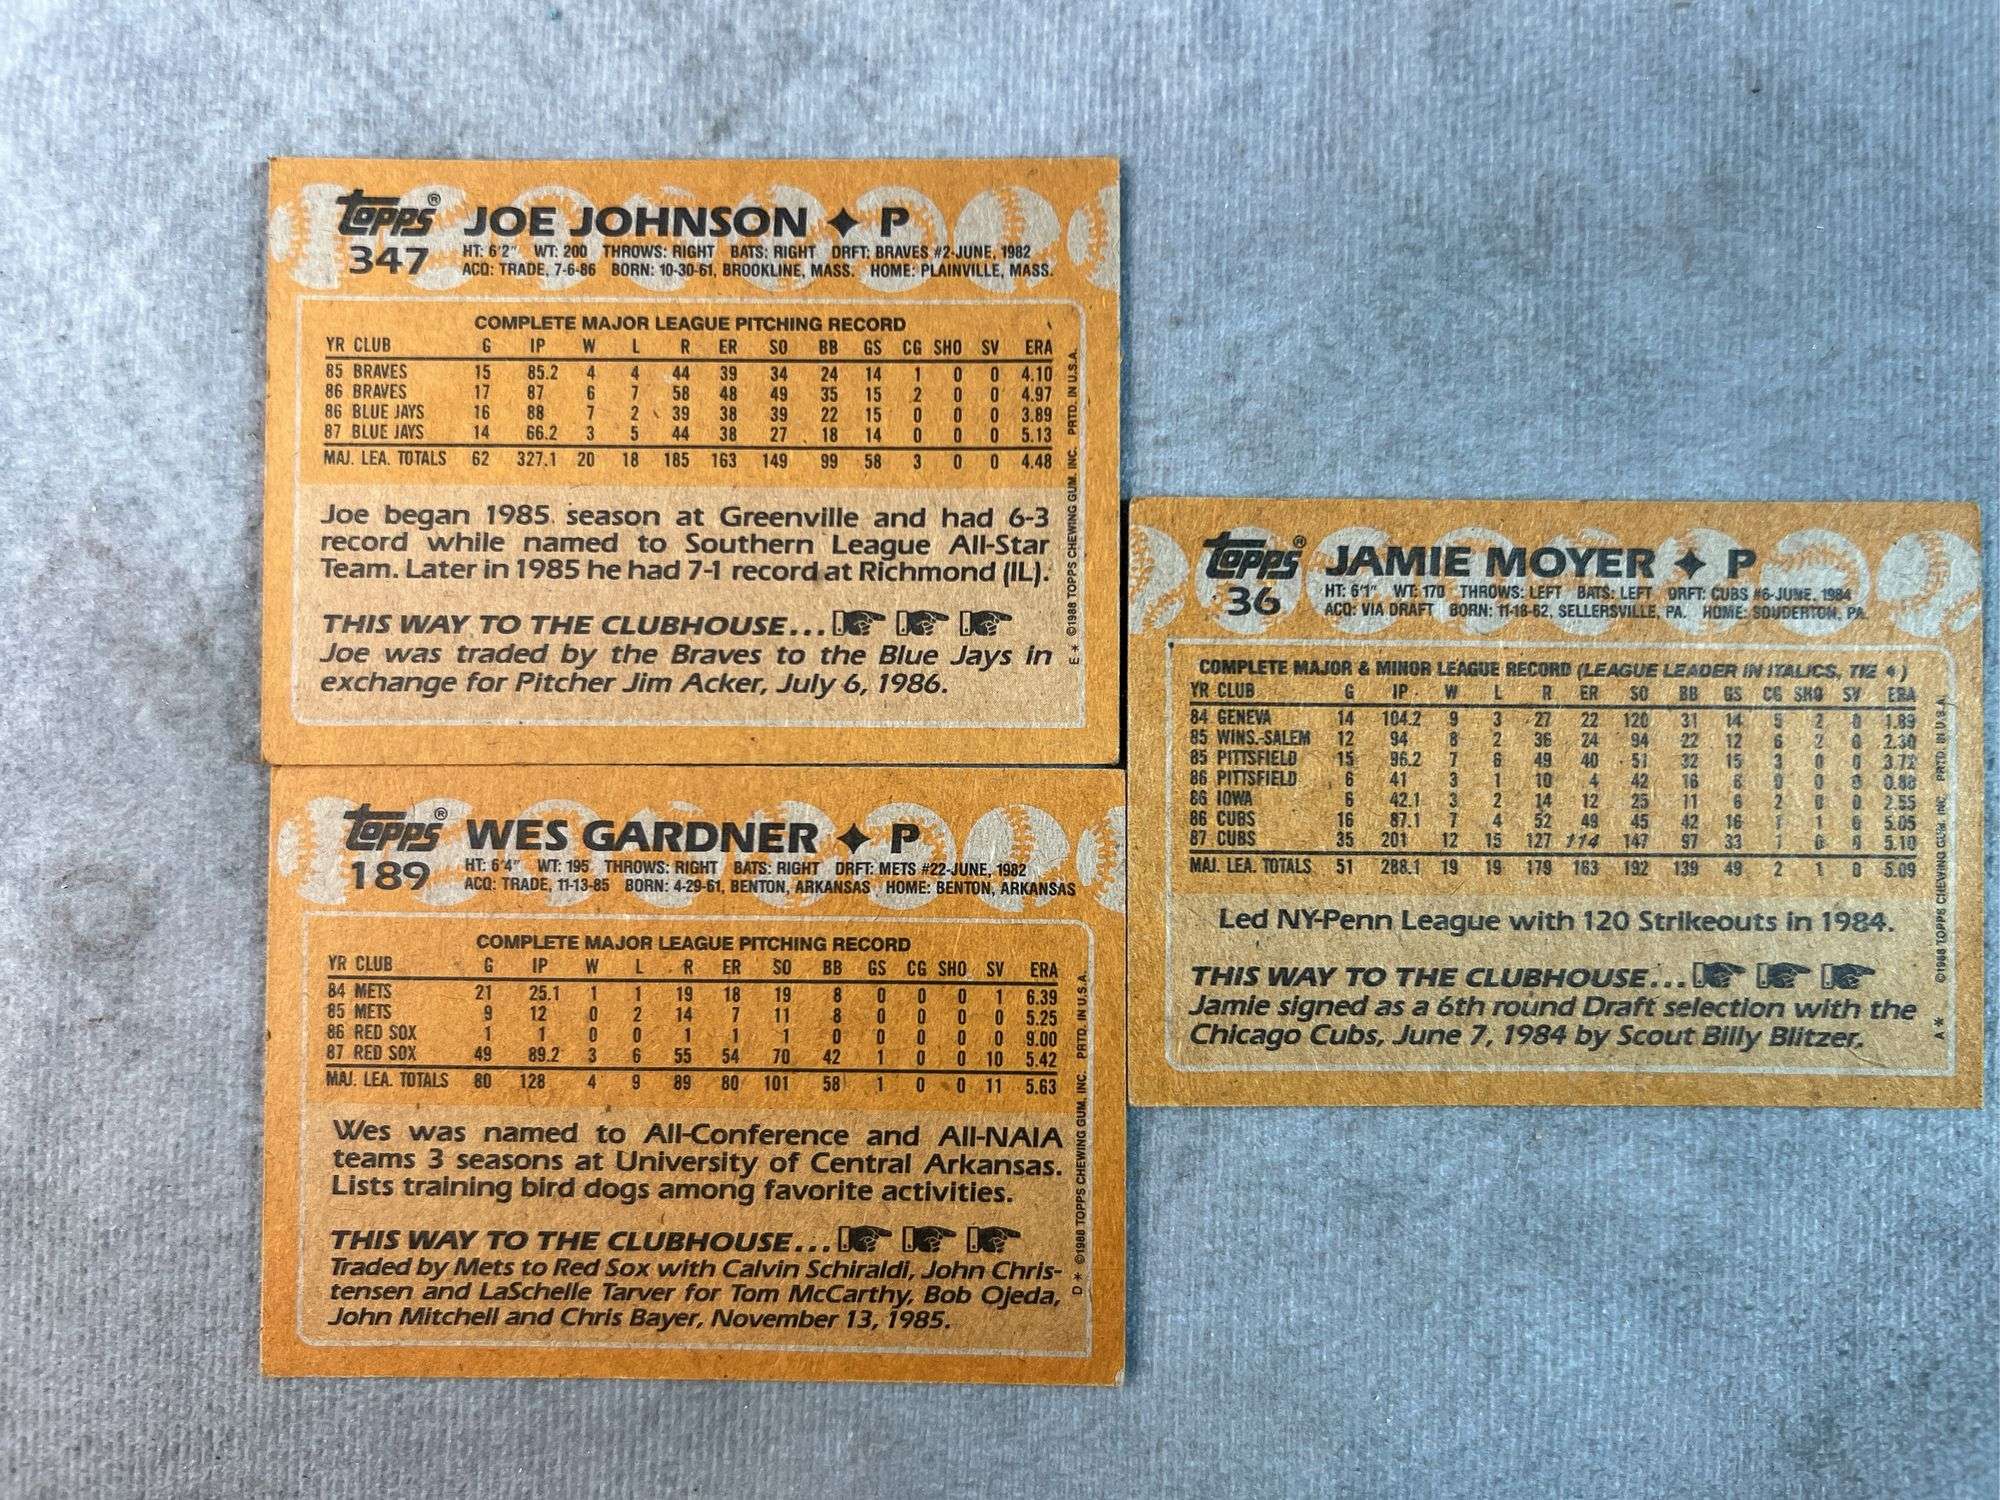 topps® JOE JOHNSON ✦ P
347 HT: 6'2" WT: 200 THROWS: RIGHT BATS: RIGHT DRFT: BRAVES #2-JUNE, 1982
ACQ: TRADE, 7-6-86 BORN: 10-30-61, BROOKLINE, MASS. HOME: PLAINVILLE, MASS.
COMPLETE MAJOR LEAGUE PITCHING RECORD
YR CLUB G IP W L R ER SO BB GS CG SHO SV ERA
85 BRAVES 15 85.2 4 4 44 39 34 24 14 1 0 0 4.10
86 BRAVES 17 87 6 7 58 48 49 35 15 2 0 0 4.97
86 BLUE JAYS 16 88 7 2 39 38 39 22 15 0 0 0 3.89
87 BLUE JAYS 14 66.2 3 5 44 38 27 18 14 0 0 0 5.13
MAJ. LEA. TOTALS 62 327.1 20 18 185 163 149 99 58 3 0 0 4.48
Joe began 1985 season at Greenville and had 6-3
record while named to Southern League All-Star
Team. Later in 1985 he had 7-1 record at Richmond (IL).
THIS WAY TO THE CLUBHOUSE...
Joe was traded by the Braves to the Blue Jays in
exchange for Pitcher Jim Acker, July 6, 1986.
E* ©1988 TOPPS CHEWING GUM, INC. PRTD. IN U.S.A.
topps® WES GARDNER ✦ P
189 HT: 6'4" WT: 195 THROWS: RIGHT BATS: RIGHT DRFT: METS #22-JUNE, 1982
ACQ: TRADE, 11-13-85 BORN: 4-29-61, BENTON, ARKANSAS HOME: BENTON, ARKANSAS
COMPLETE MAJOR LEAGUE PITCHING RECORD
YR CLUB G IP W L R ER SO BB GS CG SHO SV ERA
84 METS 21 25.1 1 1 19 18 19 8 0 0 0 1 6.39
85 METS 9 12 0 2 14 7 11 8 0 0 0 0 5.25
86 RED SOX 1 1 0 0 1 1 1 0 0 0 0 0 9.00
87 RED SOX 49 89.2 3 6 55 54 70 42 1 0 0 10 5.42
MAJ. LEA. TOTALS 80 128 4 9 89 80 101 58 1 0 0 11 5.63
Wes was named to All-Conference and All-NAIA
teams 3 seasons at University of Central Arkansas.
Lists training bird dogs among favorite activities.
THIS WAY TO THE CLUBHOUSE...
Traded by Mets to Red Sox with Calvin Schiraldi, John Chris-
tensen and LaSchelle Tarver for Tom McCarthy, Bob Ojeda,
John Mitchell and Chris Bayer, November 13, 1985.
D* ©1988 TOPPS CHEWING GUM, INC. PRTD. IN U.S.A.
topps® JAMIE MOYER ✦ P
36 HT: 6'1" WT: 170 THROWS: LEFT BATS: LEFT DRFT: CUBS #6-JUNE, 1984
ACQ: VIA DRAFT BORN: 11-18-62, SELLERSVILLE, PA. HOME: SOUDERTON, PA.
COMPLETE MAJOR & MINOR LEAGUE RECORD (LEAGUE LEADER IN ITALICS, TIE ♦)
YR CLUB G IP W L R ER SO BB GS CG SHO SV ERA
84 GENEVA 14 104.2 9 3 27 22 120 31 14 5 2 0 1.89
85 WINS.-SALEM 12 94 8 2 36 24 94 22 12 6 2 0 2.30
85 PITTSFIELD 15 96.2 7 6 49 40 51 32 15 3 0 0 3.72
86 PITTSFIELD 6 41 3 1 10 4 42 16 6 0 0 0 0.88
86 IOWA 6 42.1 3 2 14 12 25 11 6 2 0 0 2.55
86 CUBS 16 87.1 7 4 52 49 45 42 16 1 1 0 5.05
87 CUBS 35 201 12 15 127 114 147 97 33 1 0 0 5.10
MAJ. LEA. TOTALS 51 288.1 19 19 179 163 192 139 49 2 1 0 5.09
Led NY-Penn League with 120 Strikeouts in 1984.
THIS WAY TO THE CLUBHOUSE...
Jamie signed as a 6th round Draft selection with the
Chicago Cubs, June 7, 1984 by Scout Billy Blitzer.
A* ©1988 TOPPS CHEWING GUM, INC. PRTD. IN U.S.A.